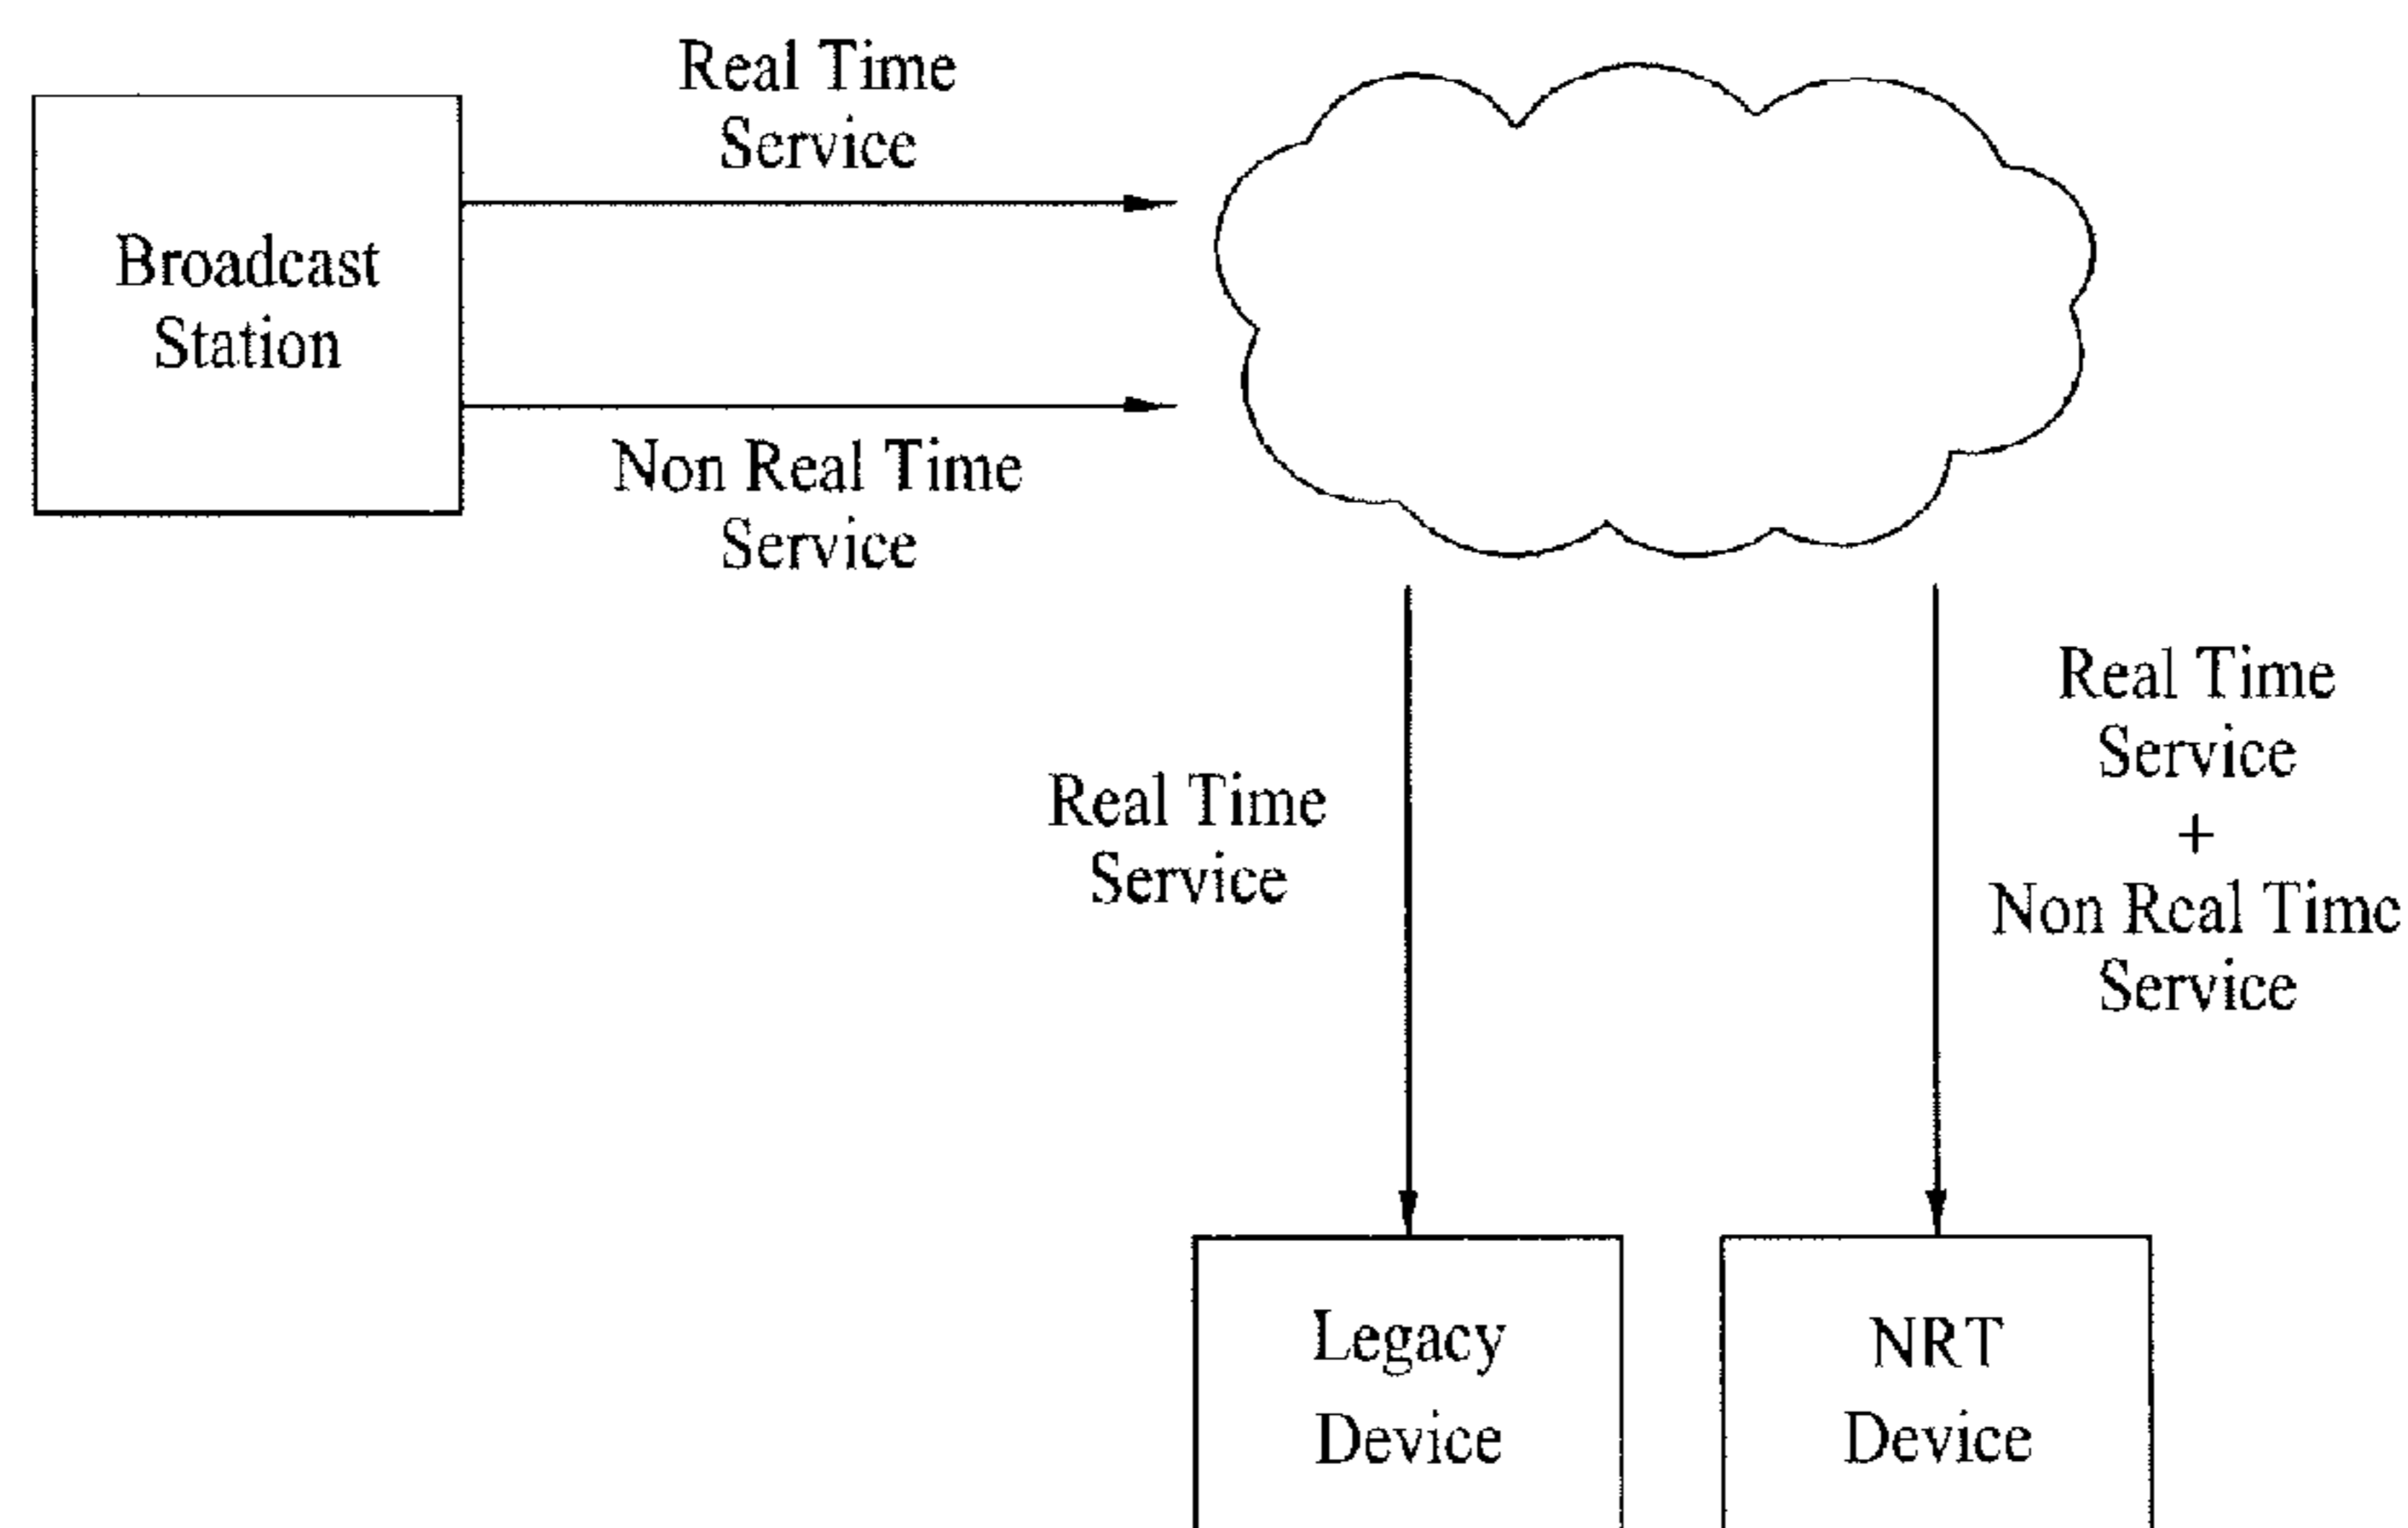 Real Time
Service
Broadcast
Station
Non Real Time
Service
Real Time
Service
Real Time
Service
+
Non Real Time
Service
Legacy
Device
NRT
Device